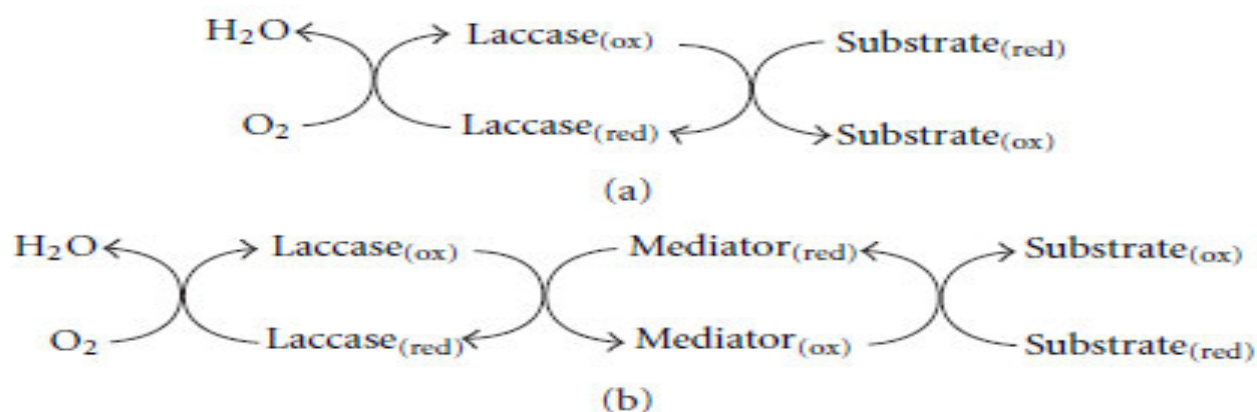 H₂O Laccase(ox) Substrate(red)
O₂ Laccase(red) Substrate(ox)
(a)
H₂O Laccase(ox) Mediator(red) Substrate(ox)
O₂ Laccase(red) Mediator(ox) Substrate(red)
(b)